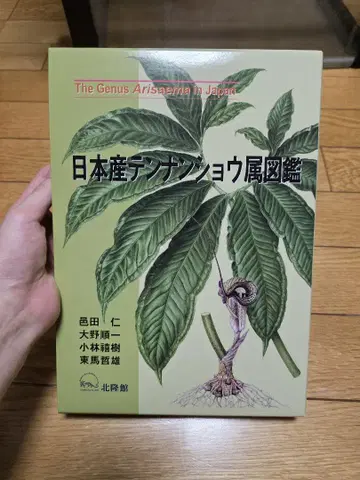 The Genus Arisaema in Japan
日本産テンナンショウ属図鑑
邑田 仁
大野順一
小林禧樹
東馬哲雄
北隆館